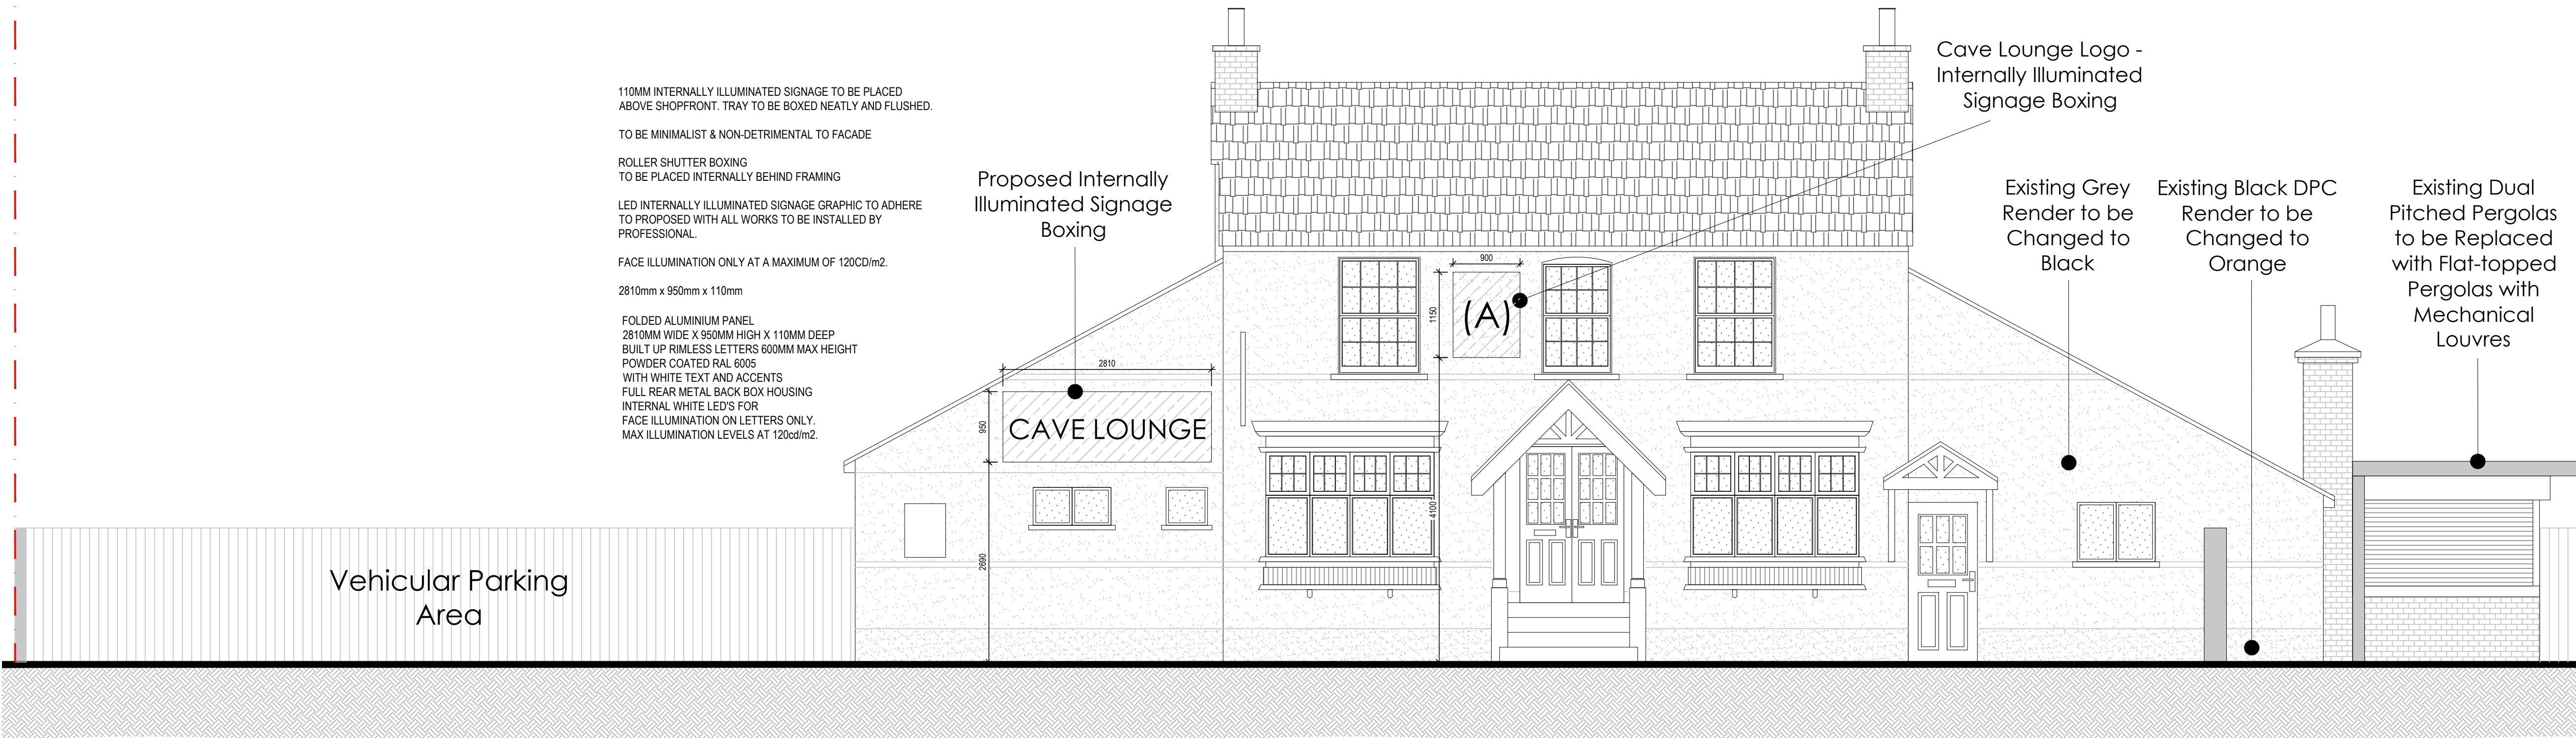 110MM INTERNALLY ILLUMINATED SIGNAGE TO BE PLACED
ABOVE SHOPFRONT. TRAY TO BE BOXED NEATLY AND FLUSHED.
TO BE MINIMALIST & NON-DETRIMENTAL TO FACADE
ROLLER SHUTTER BOXING
TO BE PLACED INTERNALLY BEHIND FRAMING
LED INTERNALLY ILLUMINATED SIGNAGE GRAPHIC TO ADHERE
TO PROPOSED WITH ALL WORKS TO BE INSTALLED BY
PROFESSIONAL.
FACE ILLUMINATION ONLY AT A MAXIMUM OF 120CD/m2.
2810mm x 950mm x 110mm
FOLDED ALUMINIUM PANEL
2810MM WIDE X 950MM HIGH X 110MM DEEP
BUILT UP RIMLESS LETTERS 600MM MAX HEIGHT
POWDER COATED RAL 6005
WITH WHITE TEXT AND ACCENTS
FULL REAR METAL BACK BOX HOUSING
INTERNAL WHITE LED'S FOR
FACE ILLUMINATION ON LETTERS ONLY.
MAX ILLUMINATION LEVELS AT 120cd/m2.
Proposed Internally
Illuminated Signage
Boxing
Cave Lounge Logo -
Internally Illuminated
Signage Boxing
Existing Grey
Render to be
Changed to
Black
Existing Black DPC
Render to be
Changed to
Orange
Existing Dual
Pitched Pergolas
to be Replaced
with Flat-topped
Pergolas with
Mechanical
Louvres
900
1150
(A)
2810
950
CAVE LOUNGE
4100
2690
Vehicular Parking
Area